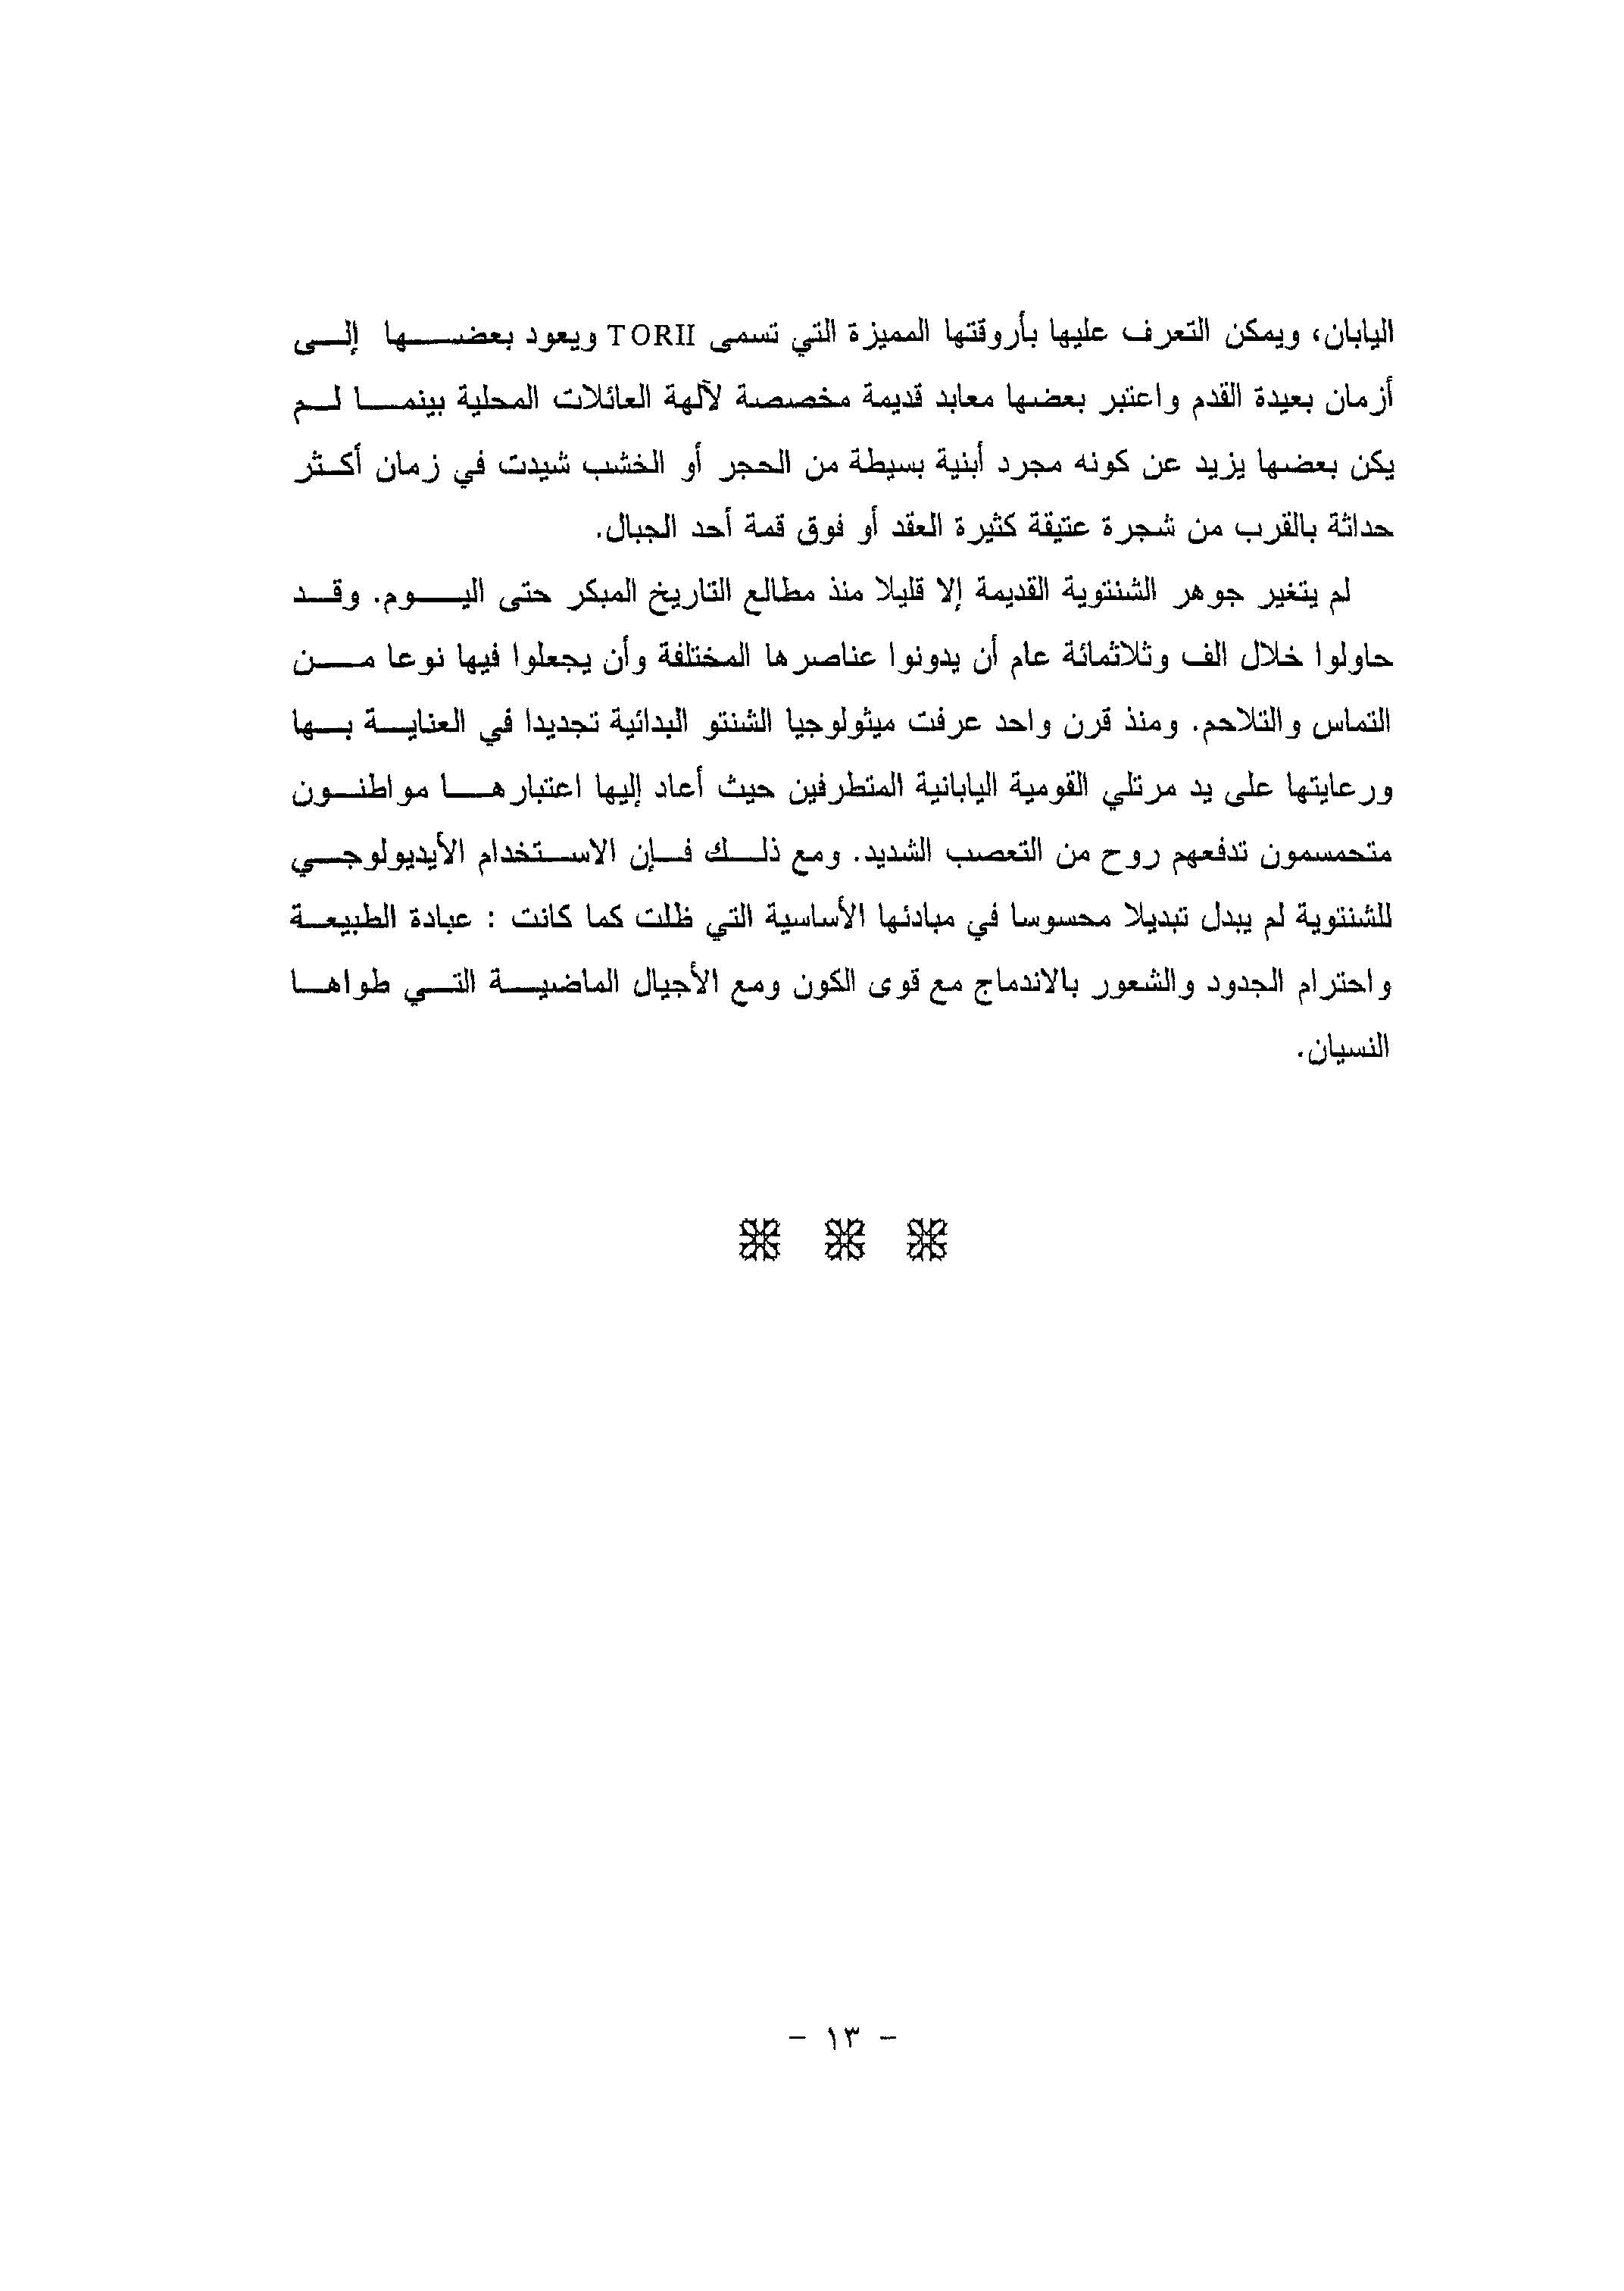 اليابان، ويمكن التعرف عليها بأروقتها المميزة التي تسمى TORII ويعود بعضها إلى
أزمان بعيدة القدم واعتبر بعضها معابد قديمة مخصصة لآلهة العائلات المحلية بينما لم
يكن بعضها يزيد عن كونه مجرد أبنية بسيطة من الحجر أو الخشب شيدت في زمان أكثر
حداثة بالقرب من شجرة عتيقة كثيرة العقد أو فوق قمة أحد الجبال.
لم يتغير جوهر الشنتوية القديمة إلا قليلا منذ مطالع التاريخ المبكر حتى اليوم. وقد
حاولوا خلال الف وثلاثمائة عام أن يدونوا عناصرها المختلفة وأن يجعلوا فيها نوعا من
التماس والتلاحم. ومنذ قرن واحد عرفت ميثولوجيا الشنتو البدائية تجديدا في العناية بها
ورعايتها على يد مرتلي القومية اليابانية المتطرفين حيث أعاد إليها اعتبارها مواطنون
متحمسمون تدفعهم روح من التعصب الشديد. ومع ذلك فإن الاستخدام الأيديولوجي
للشنتوية لم يبدل تبديلا محسوسا في مبادئها الأساسية التي ظلت كما كانت : عبادة الطبيعة
واحترام الجدود والشعور بالاندماج مع قوى الكون ومع الأجيال الماضية التي طواها
النسيان.
- ١٣ -